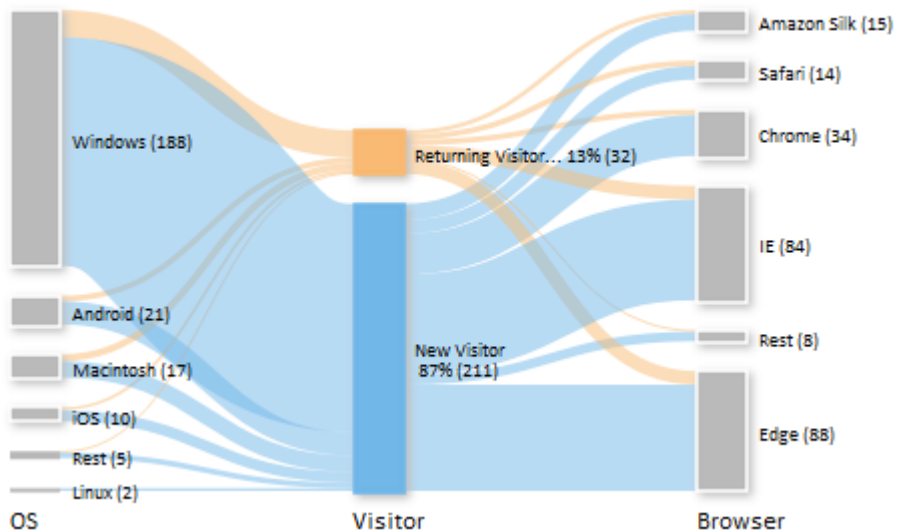 Windows (188)
Android (21)
Macintosh (17)
iOS (10)
Rest (5)
Linux (2)
OS
Returning Visitor... 13% (32)
New Visitor
87% (211)
Visitor
Amazon Silk (15)
Safari (14)
Chrome (34)
IE (84)
Rest (8)
Edge (88)
Browser